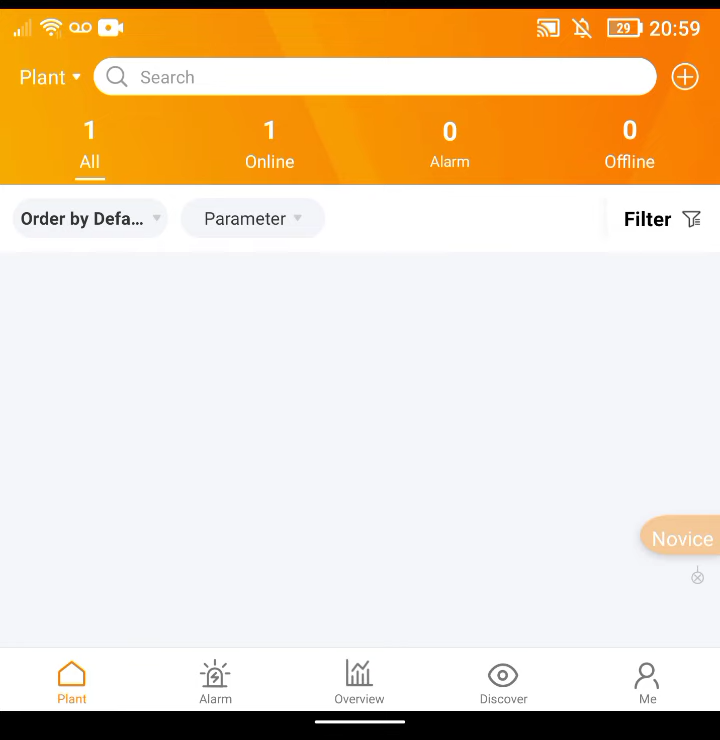 29 20:59
Plant Search
1 1 0 0
All Online Alarm Offline
Order by Defa... Parameter Filter
Novice
Plant Alarm Overview Discover Me